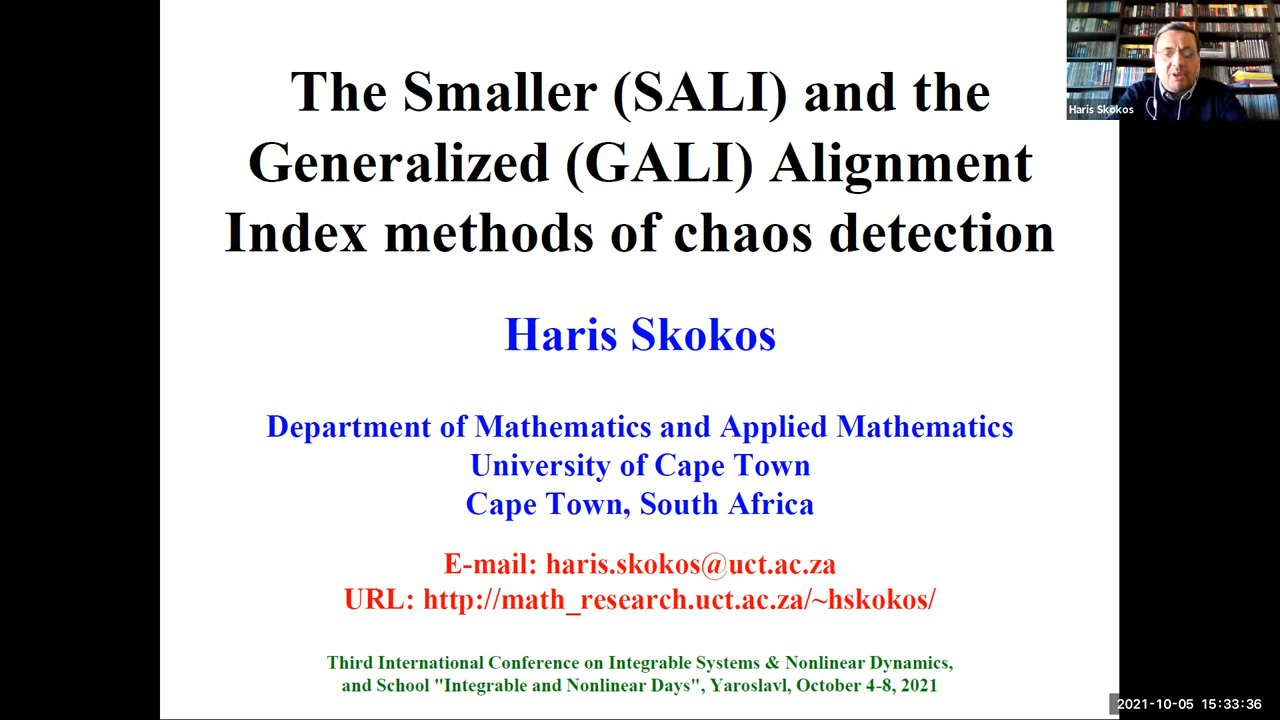 The Smaller (SALI) and the
Generalized (GALI) Alignment
Index methods of chaos detection
Haris Skokos
Haris Skokos
Department of Mathematics and Applied Mathematics
University of Cape Town
Cape Town, South Africa
E-mail: haris.skokos@uct.ac.za
URL: http://math_research.uct.ac.za/~hskokos/
Third International Conference on Integrable Systems & Nonlinear Dynamics,
and School "Integrable and Nonlinear Days", Yaroslavl, October 4-8, 2021
2021-10-05 15:33:36